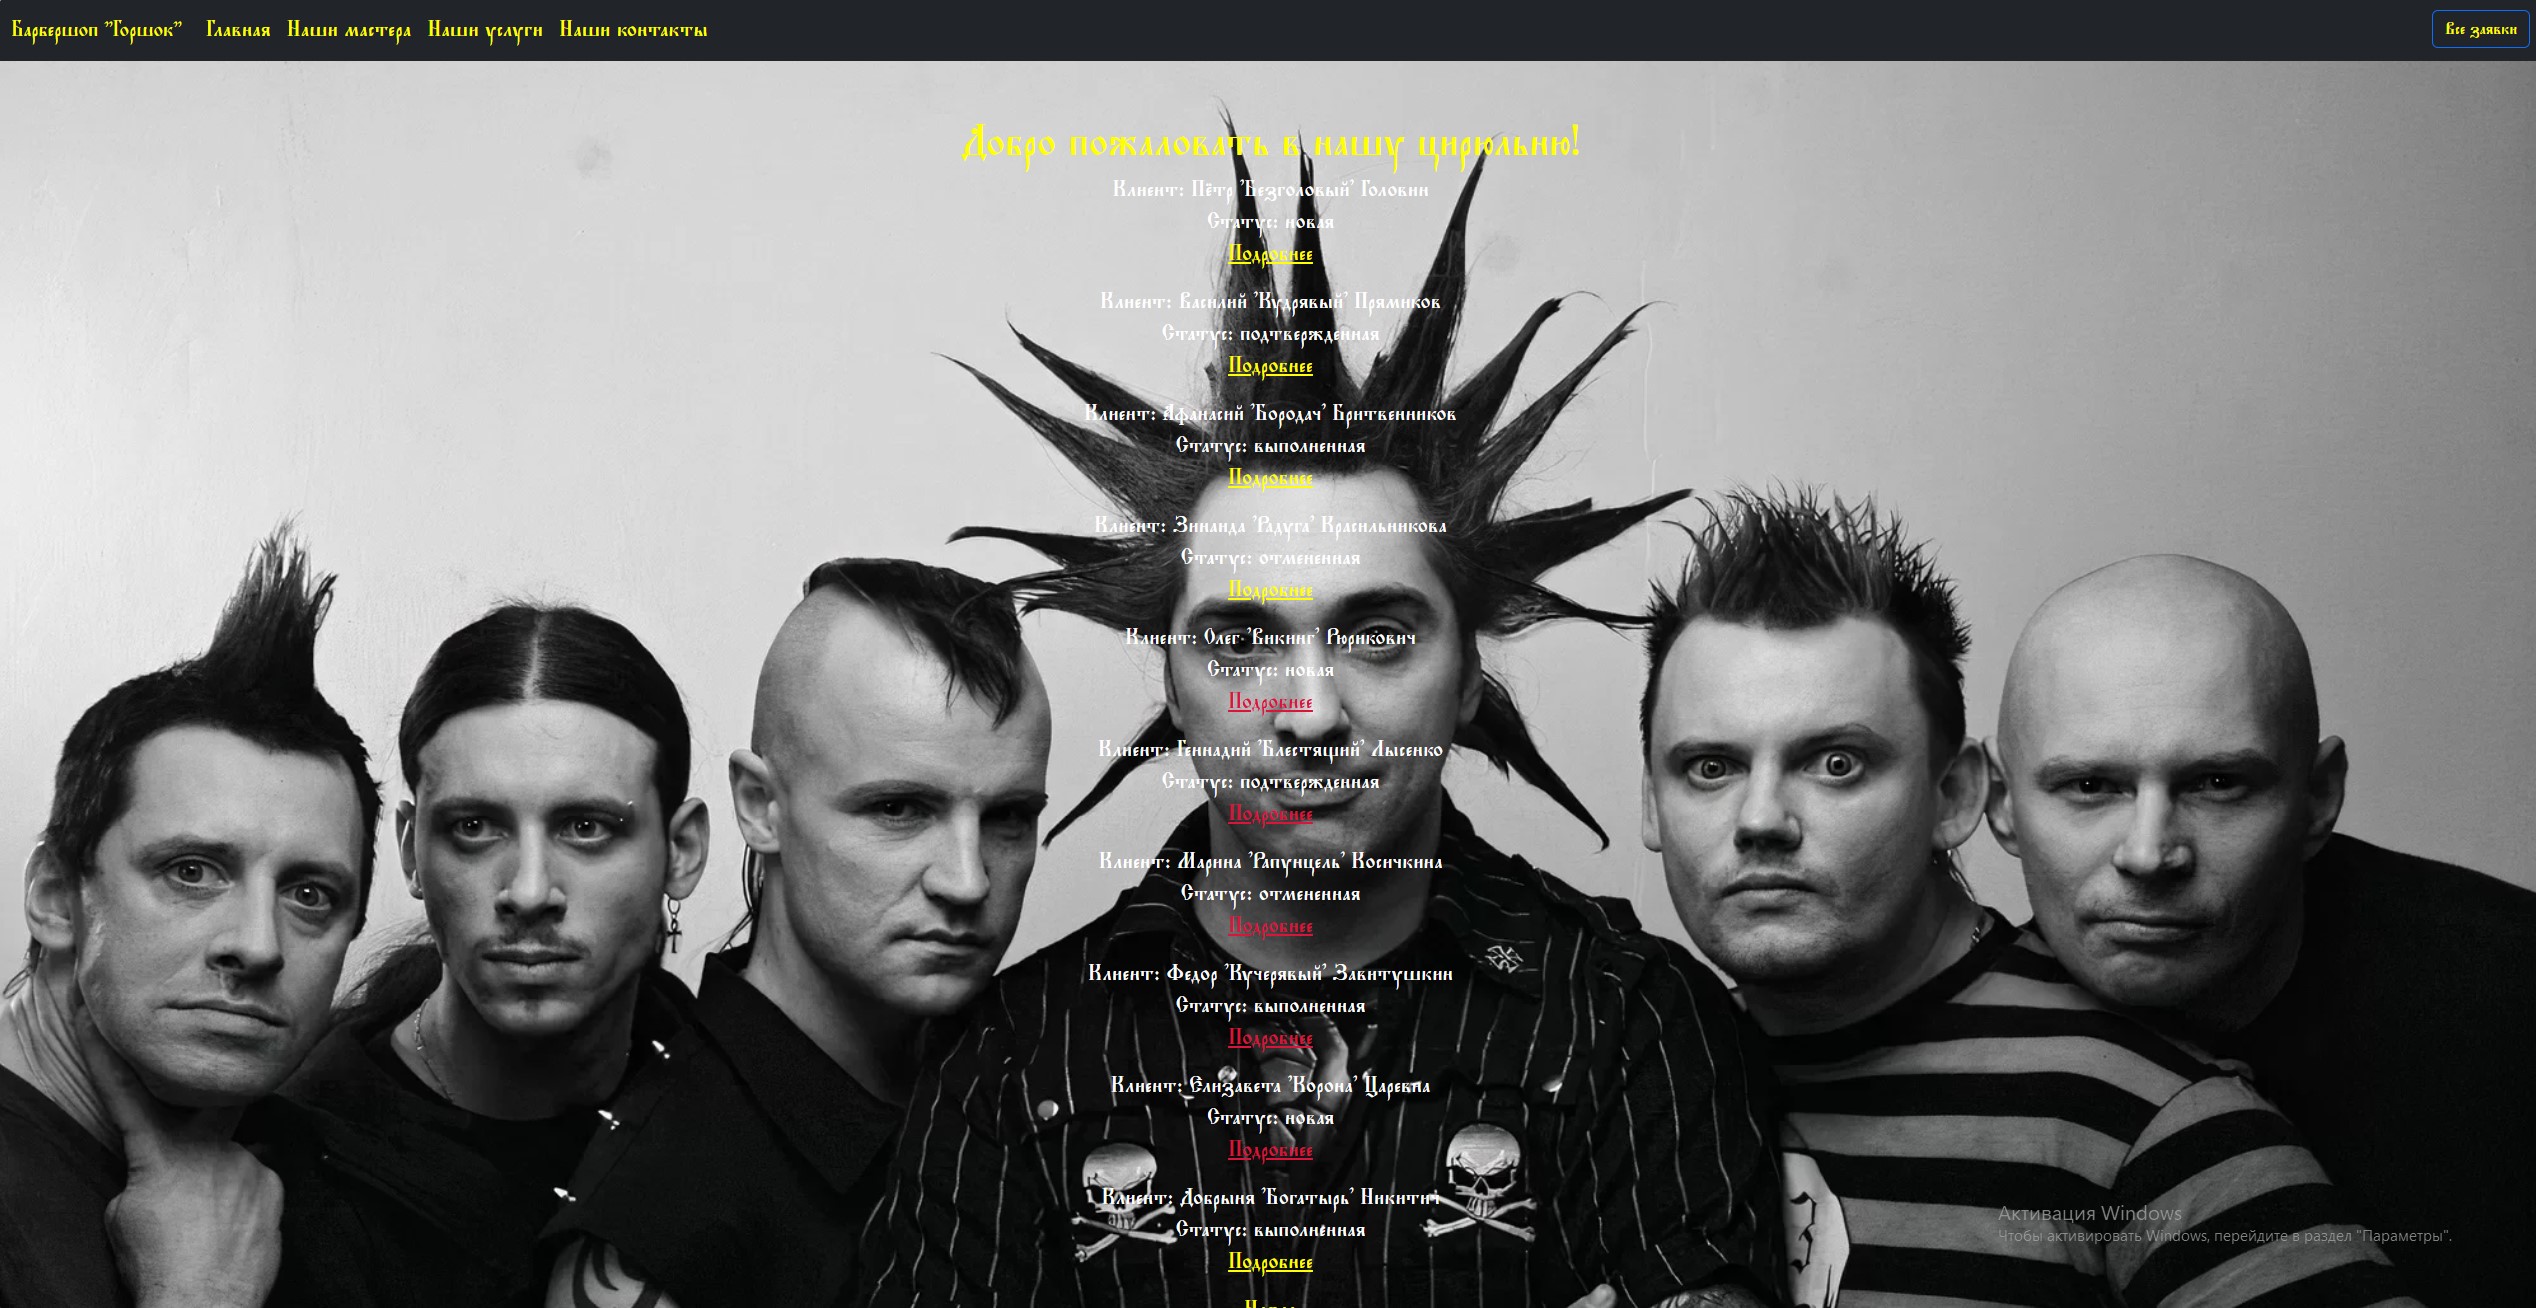 Барбершоп "Горшок" Главная Наши мастера Наши услуги Наши контакты Все заявки
Добро пожаловать в нашу цирюльню!
Клиент: Пётр 'Безголовый' Головин
Статус: новая
Подробнее
Клиент: Василий 'Кудрявый' Прямиков
Статус: подтвержденная
Подробнее
Клиент: Афанасий 'Бородач' Бритвенников
Статус: выполненная
Подробнее
Клиент: Зинаида 'Радуга' Красильникова
Статус: отмененная
Подробнее
Клиент: Олег 'Викинг' Рюрикович
Статус: новая
Подробнее
Клиент: Геннадий 'Блестящий' Лысенко
Статус: подтвержденная
Подробнее
Клиент: Марина 'Рапунцель' Косичкина
Статус: отмененная
Подробнее
Клиент: Федор 'Кучерявый' Завитушкин
Статус: выполненная
Подробнее
Клиент: Елизавета 'Корона' Царевна
Статус: новая
Подробнее
Клиент: Добрыня 'Богатырь' Никитич
Статус: выполненная
Подробнее
Активация Windows
Чтобы активировать Windows, перейдите в раздел "Параметры".